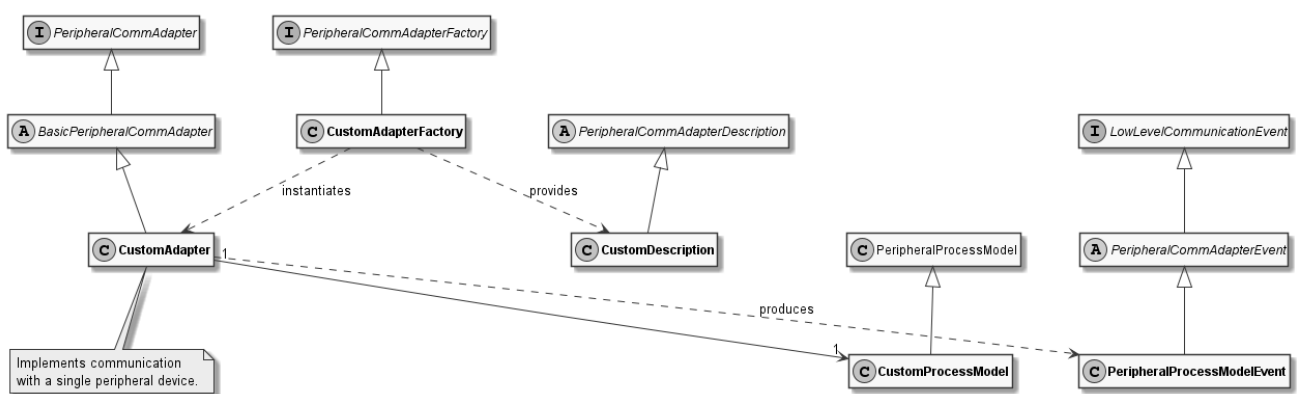 I PeripheralCommAdapter
I PeripheralCommAdapterFactory
A BasicPeripheralCommAdapter
C CustomAdapterFactory
A PeripheralCommAdapterDescription
I LowLevelCommunicationEvent
instantiates
provides
C CustomAdapter
1
C CustomDescription
C PeripheralProcessModel
A PeripheralCommAdapterEvent
produces
1
Implements communication
with a single peripheral device.
C CustomProcessModel
C PeripheralProcessModelEvent